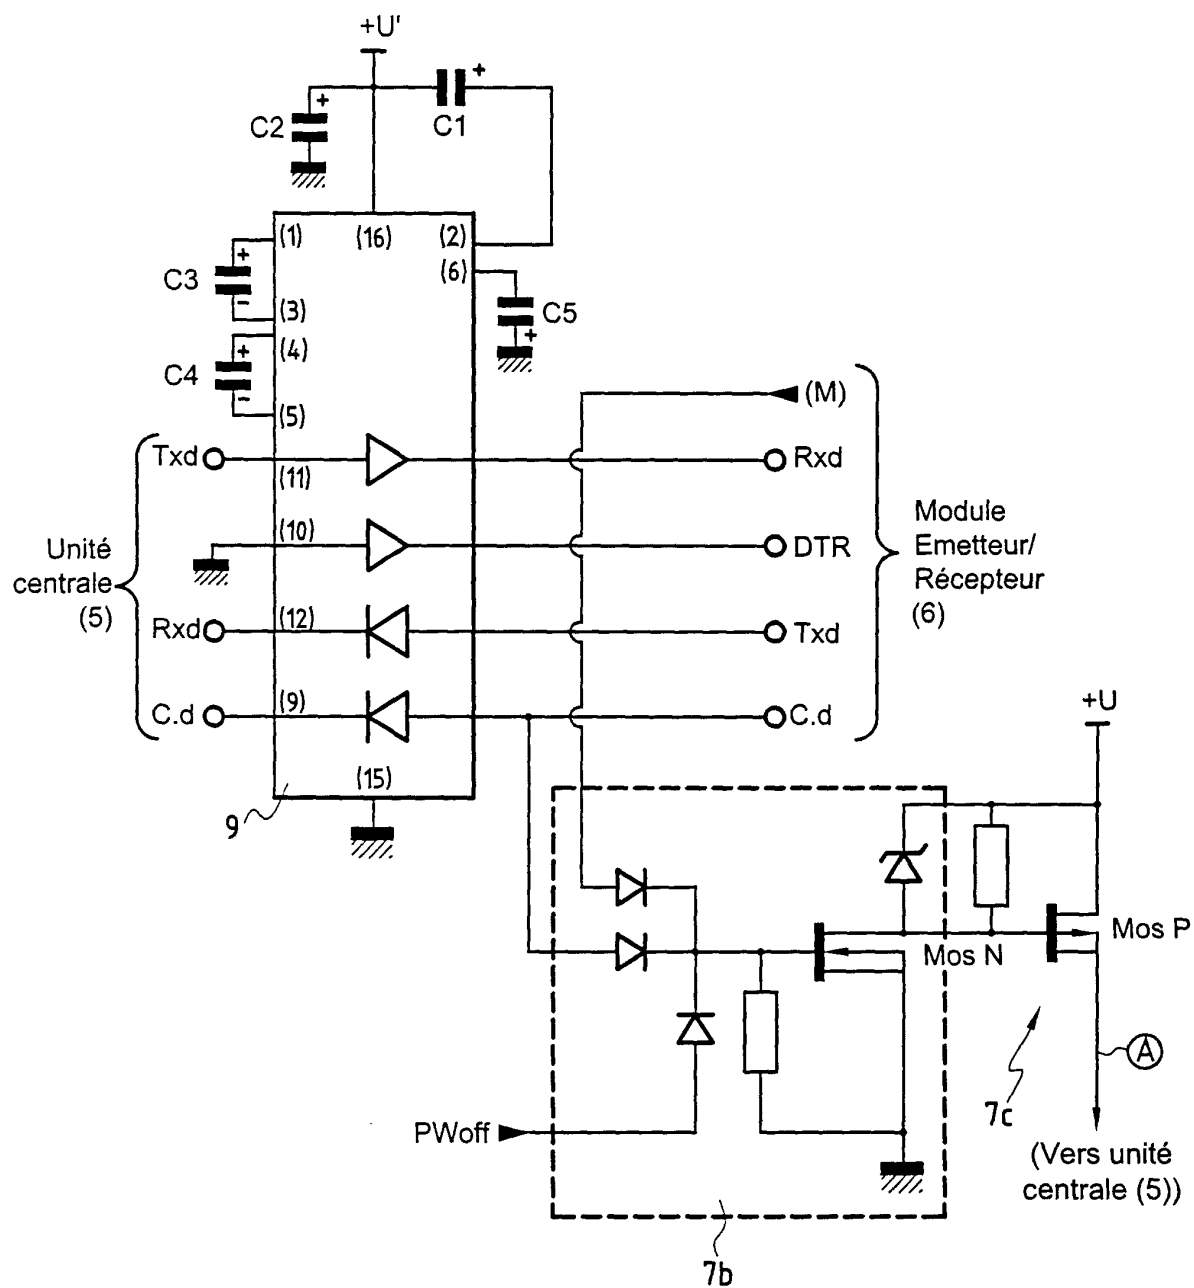 +U'
+
C1
+
C2
(1)
(16)
(2)
(6)
+
C3
-
(3)
C5
+
(4)
+
C4
-
(5)
(M)
Txd
(11)
Rxd
(10)
DTR
Unité
centrale
(5)
Module
Emetteur/
Récepteur
(6)
Rxd
(12)
Txd
C.d
(9)
C.d
+U
(15)
9
Mos N
Mos P
A
7c
PWoff
(Vers unité
centrale (5))
7b